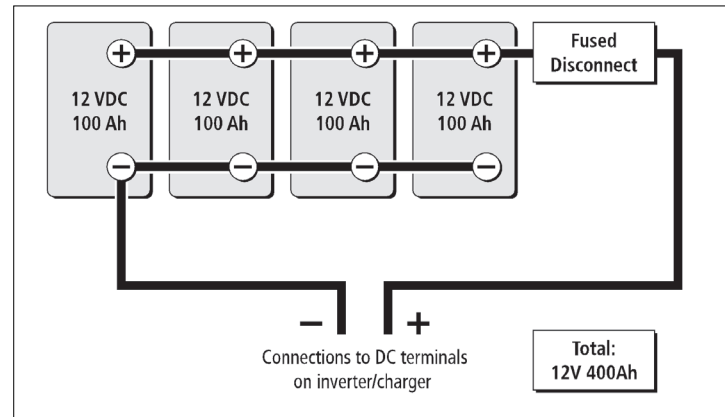 + + + +
Fused
Disconnect
12 VDC
100 Ah
12 VDC
100 Ah
12 VDC
100 Ah
12 VDC
100 Ah
− − − −
− +
Connections to DC terminals
on inverter/charger
Total:
12V 400Ah